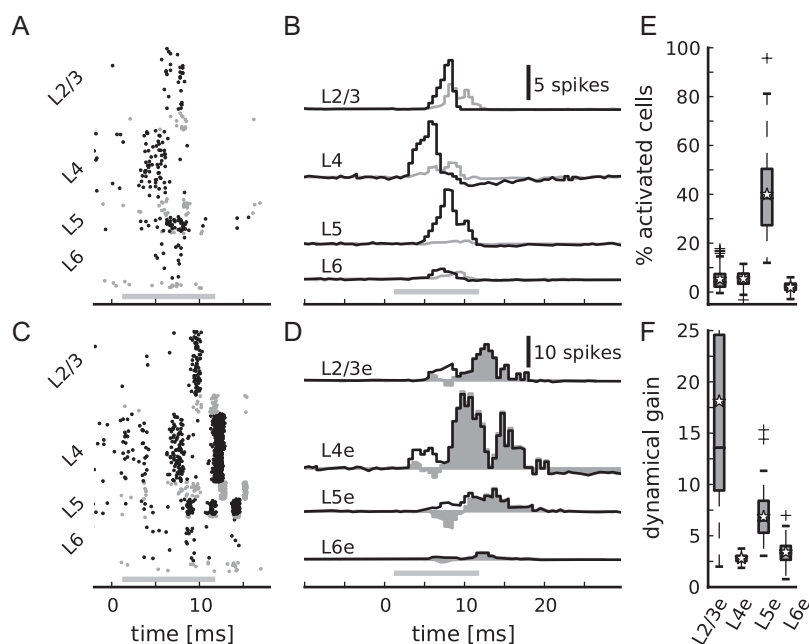 A
L2/3
L4
L5
L6
B
5 spikes
L2/3
L4
L5
L6
E
100
80
60
40
20
0
% activated cells
C
L2/3
L4
L5
L6
0
10
time [ms]
D
10 spikes
L2/3e
L4e
L5e
L6e
0
10
20
time [ms]
F
25
20
15
10
5
0
dynamical gain
L2/3e
L4e
L5e
L6e